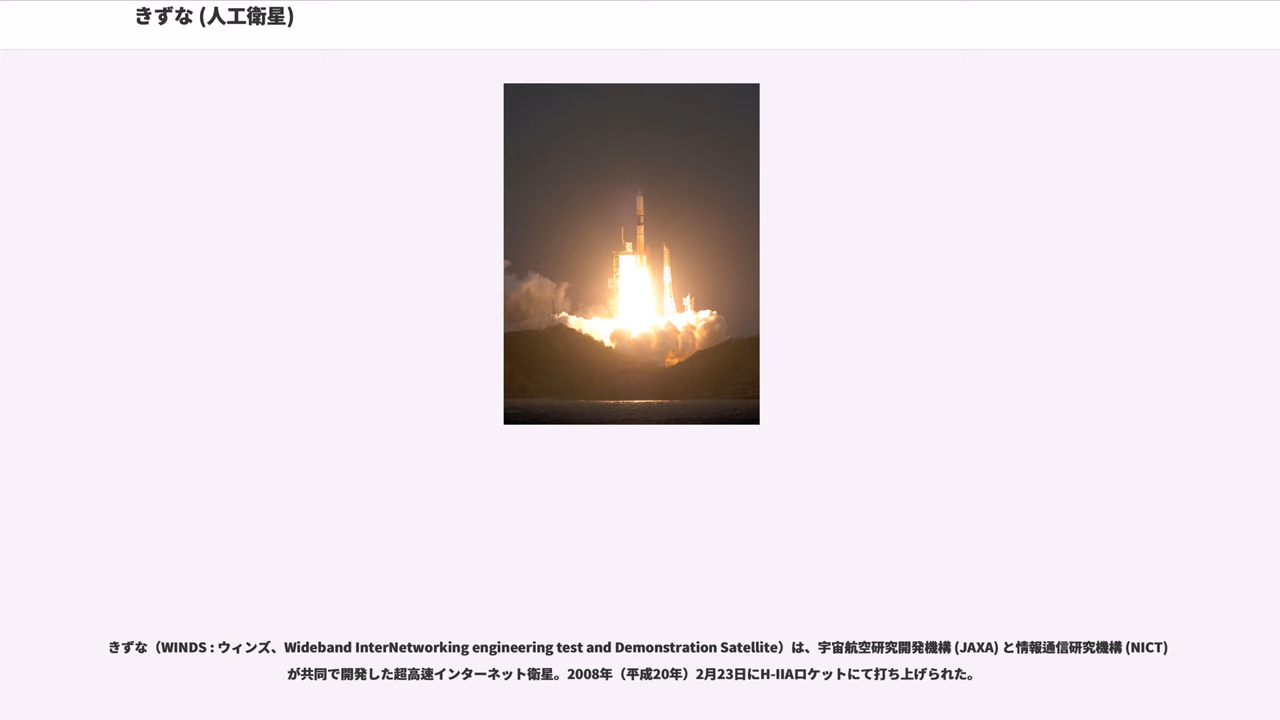 きずな (人工衛星)
きずな（WINDS : ウィンズ、Wideband InterNetworking engineering test and Demonstration Satellite）は、宇宙航空研究開発機構 (JAXA) と情報通信研究機構 (NICT)
が共同で開発した超高速インターネット衛星。2008年（平成20年）2月23日にH-IIAロケットにて打ち上げられた。